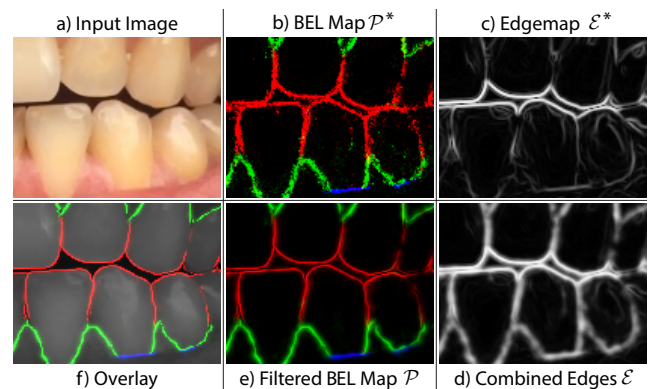 a) Input Image
b) BEL Map 𝒫*
c) Edgemap ℰ*
f) Overlay
e) Filtered BEL Map 𝒫
d) Combined Edges ℰ